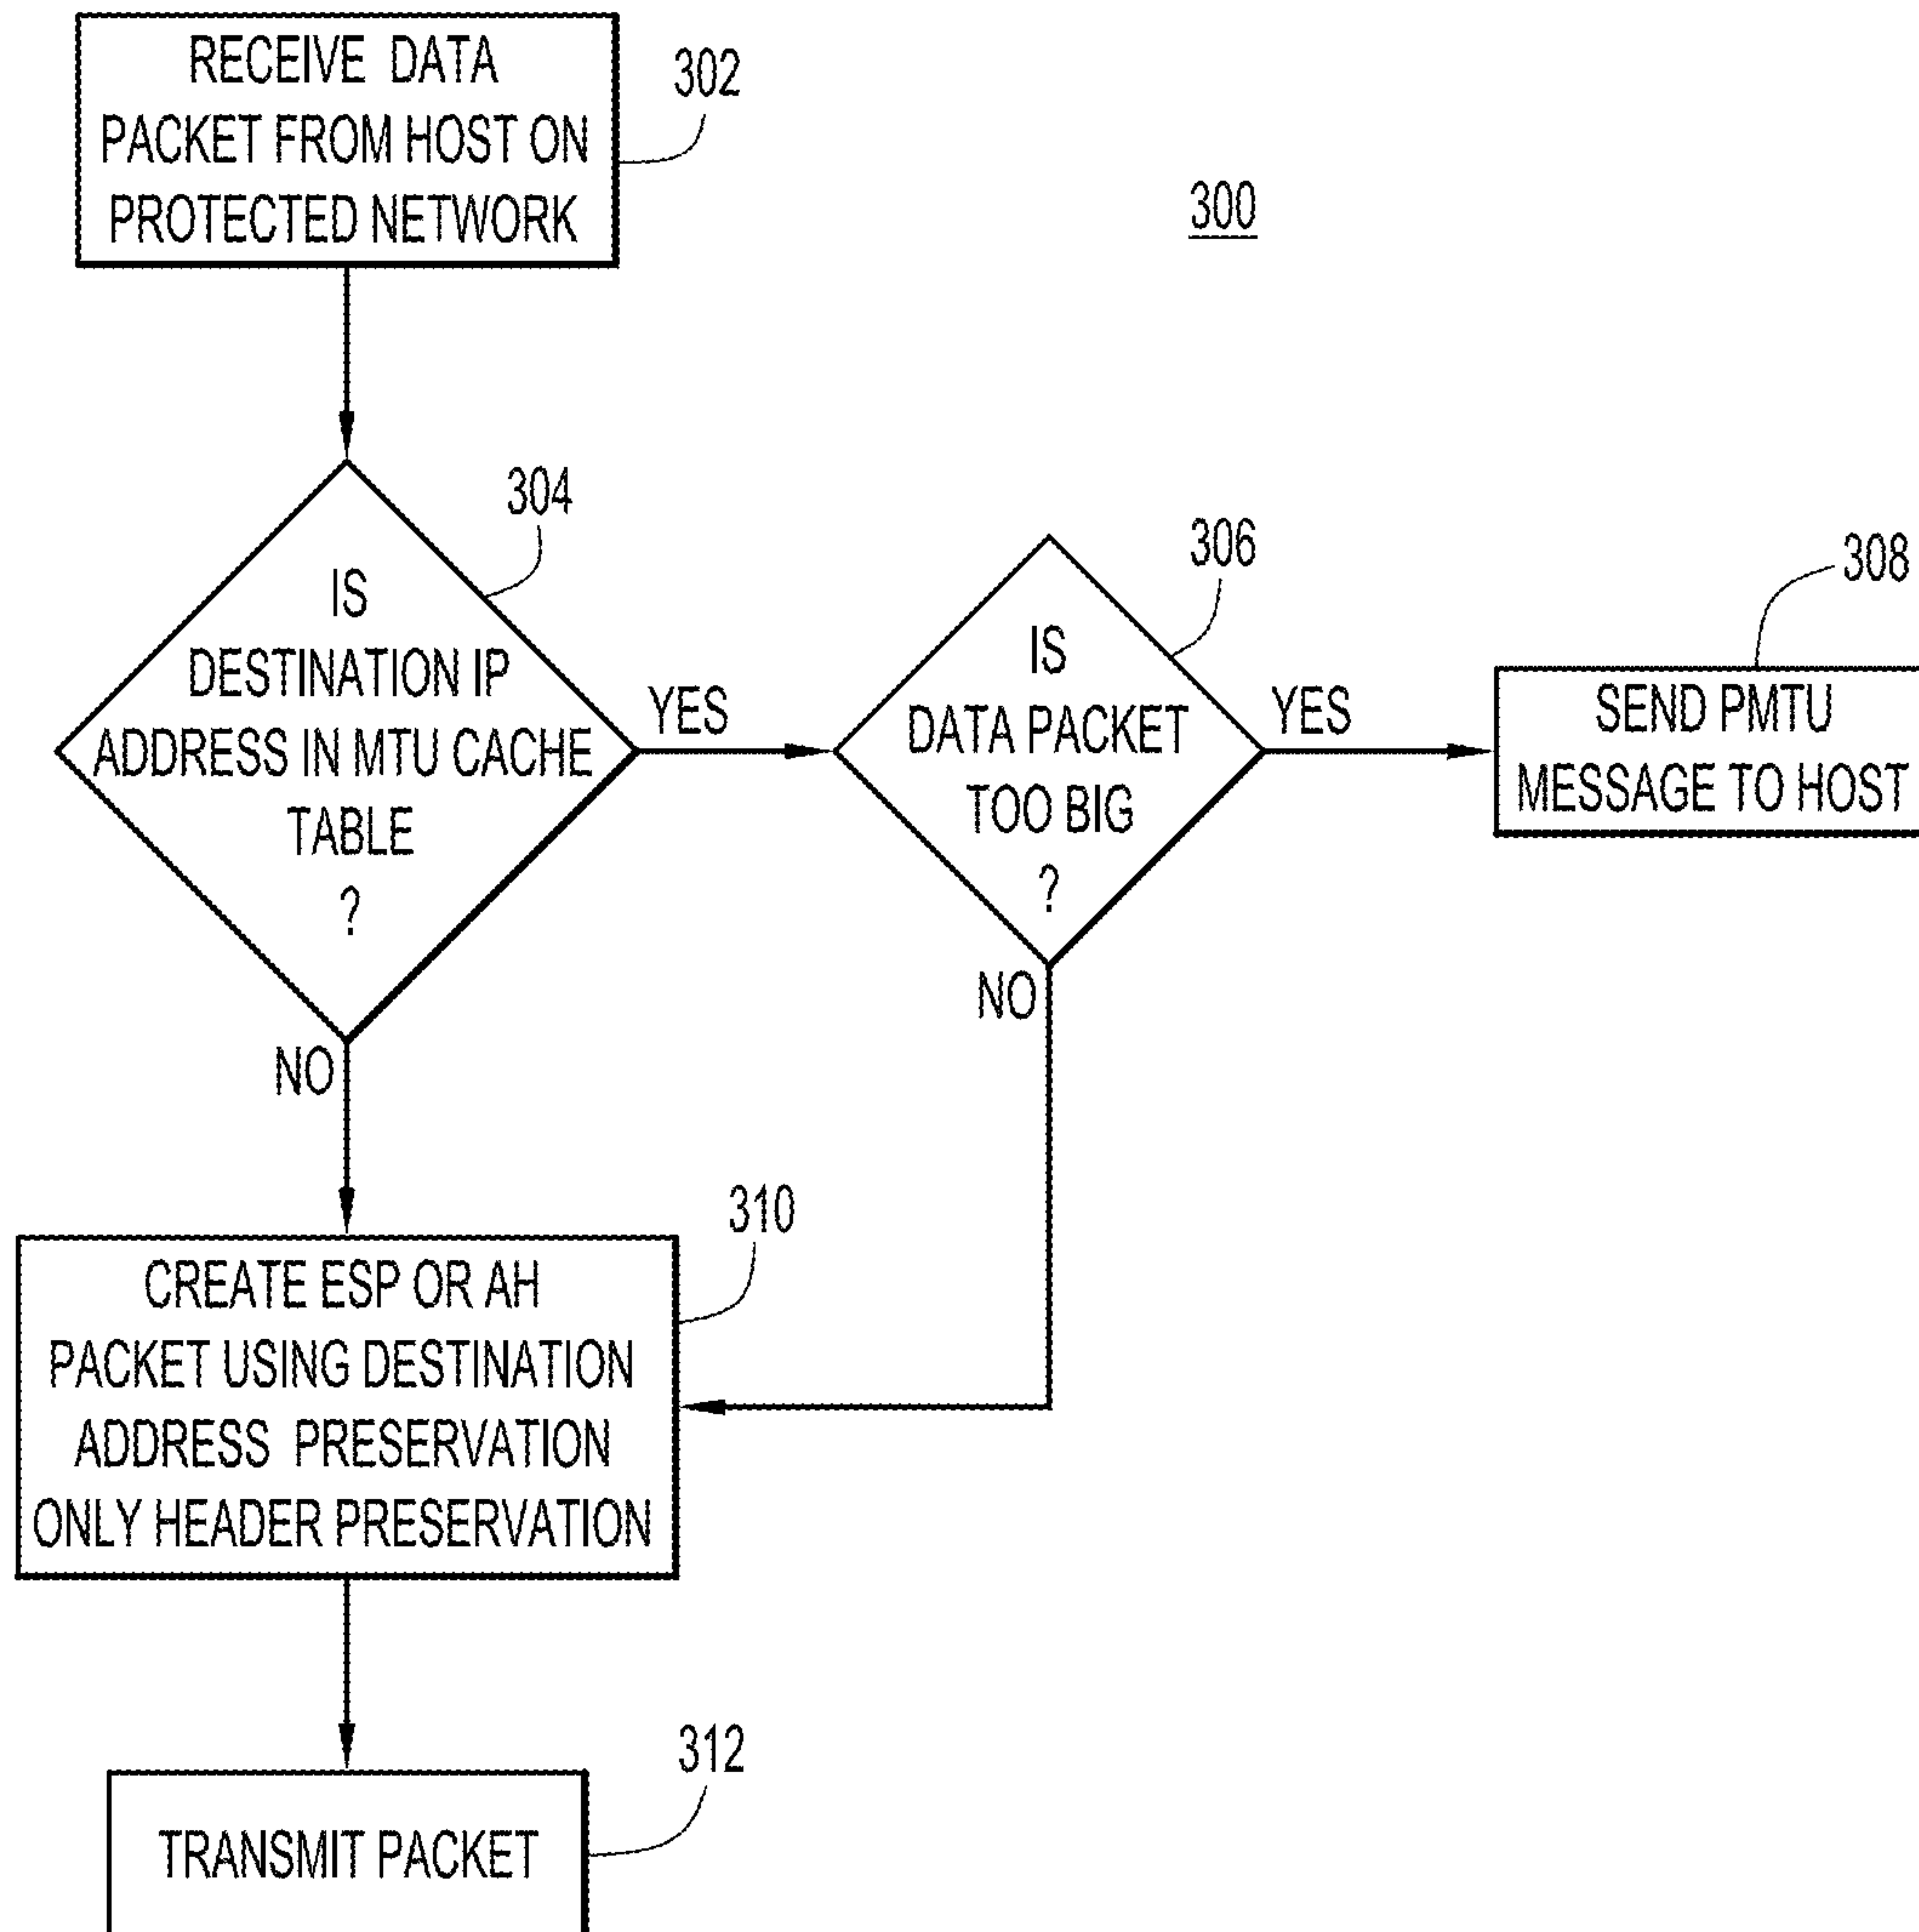 RECEIVE DATA
PACKET FROM HOST ON
PROTECTED NETWORK
302
300
304
IS
DESTINATION IP
ADDRESS IN MTU CACHE
TABLE
?
YES
NO
306
IS
DATA PACKET
TOO BIG
?
YES
NO
308
SEND PMTU
MESSAGE TO HOST
310
CREATE ESP OR AH
PACKET USING DESTINATION
ADDRESS PRESERVATION
ONLY HEADER PRESERVATION
312
TRANSMIT PACKET